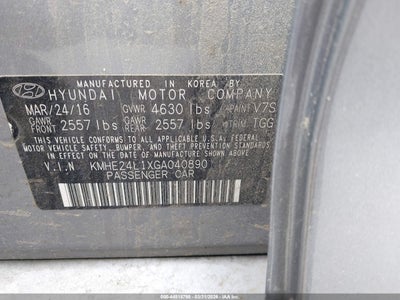 MANUFACTURED IN KOREA BY
HYUNDAI MOTOR COMPANY
MAR/24/16 GVWR 4630 lbs PAINT V7S
GAWR FRONT 2557 lbs GAWR REAR 2557 lbs TRIM TGG
THIS VEHICLE CONFORMS TO ALL APPLICABLE U.S. FEDERAL
MOTOR VEHICLE SAFETY, BUMPER, AND THEFT PREVENTION
STANDARDS IN EFFECT ON THE DATE OF MANUFACTURE
SHOWN ABOVE.
V.I.N KMHE24L1XGA040890
PASSENGER CAR